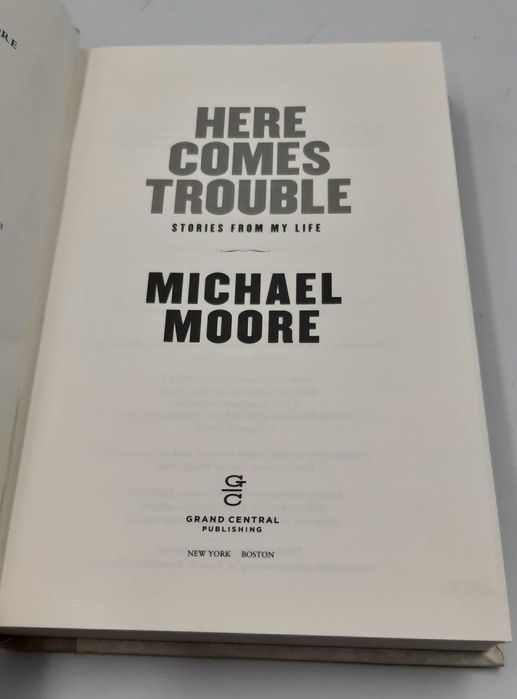 HERE
COMES
TROUBLE
STORIES FROM MY LIFE
MICHAEL
MOORE
GRAND CENTRAL
PUBLISHING
NEW YORK BOSTON